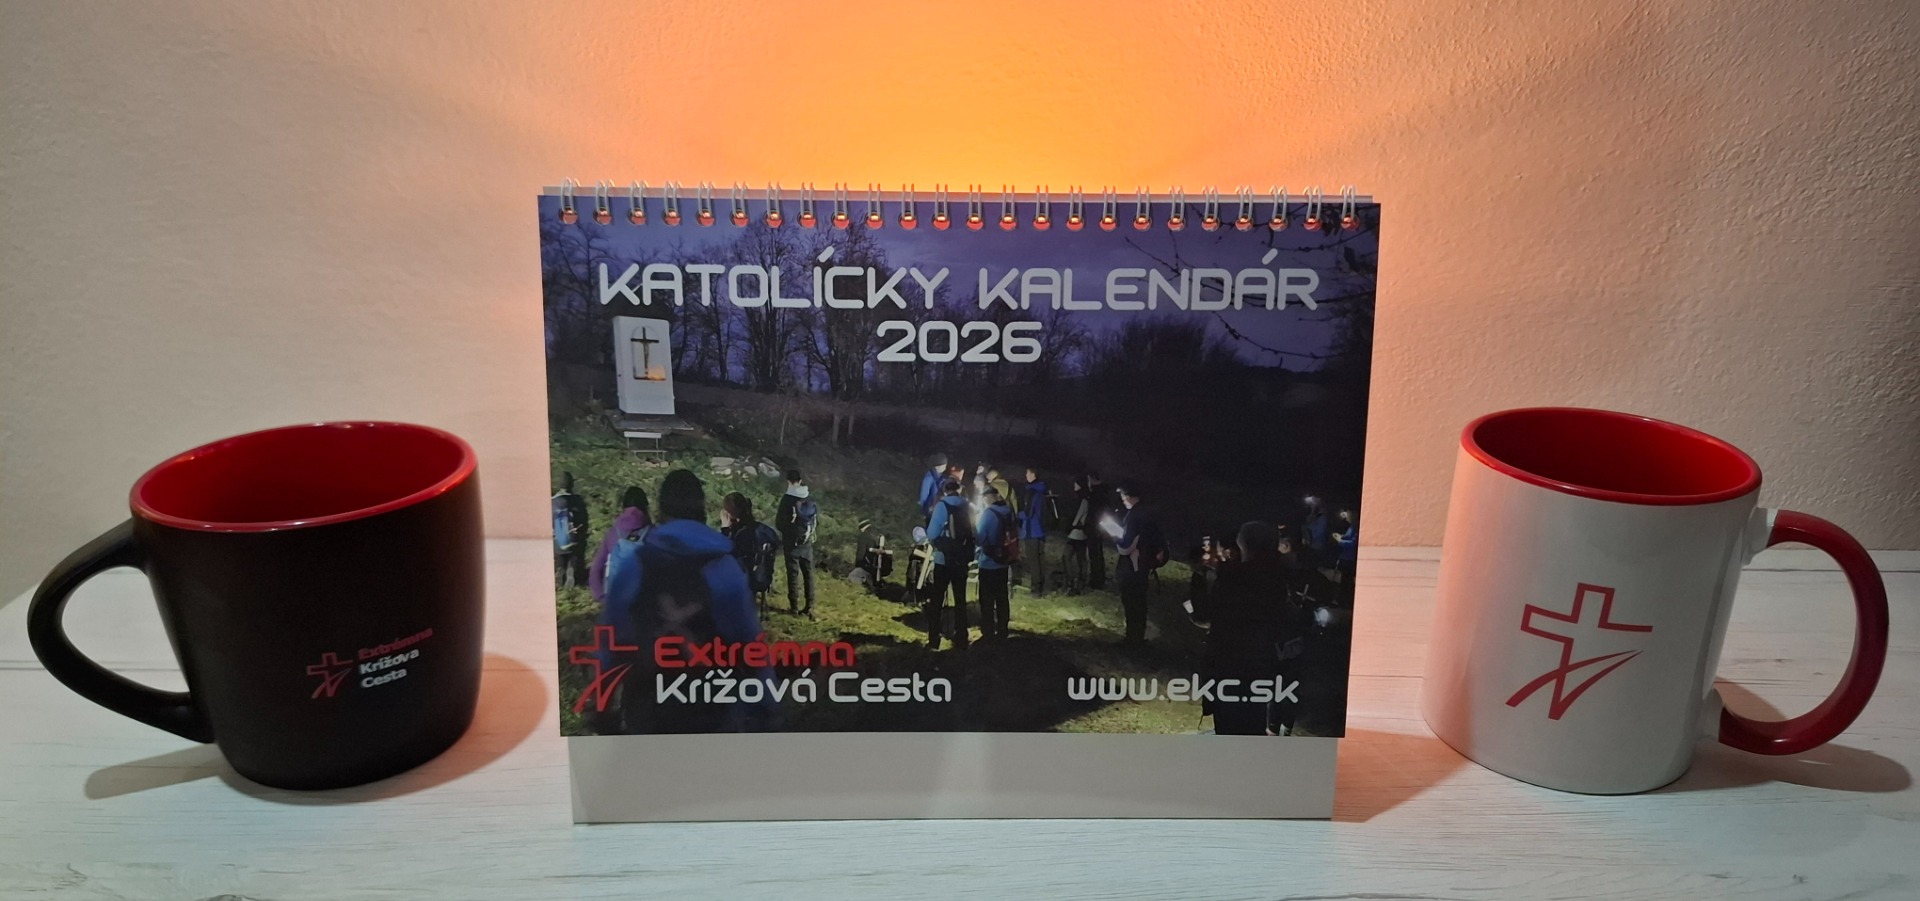 KATOLÍCKY KALENDÁR
2026
Extrémna
Krížová Cesta
www.ekc.sk
Extrémna
Krížova
Cesta